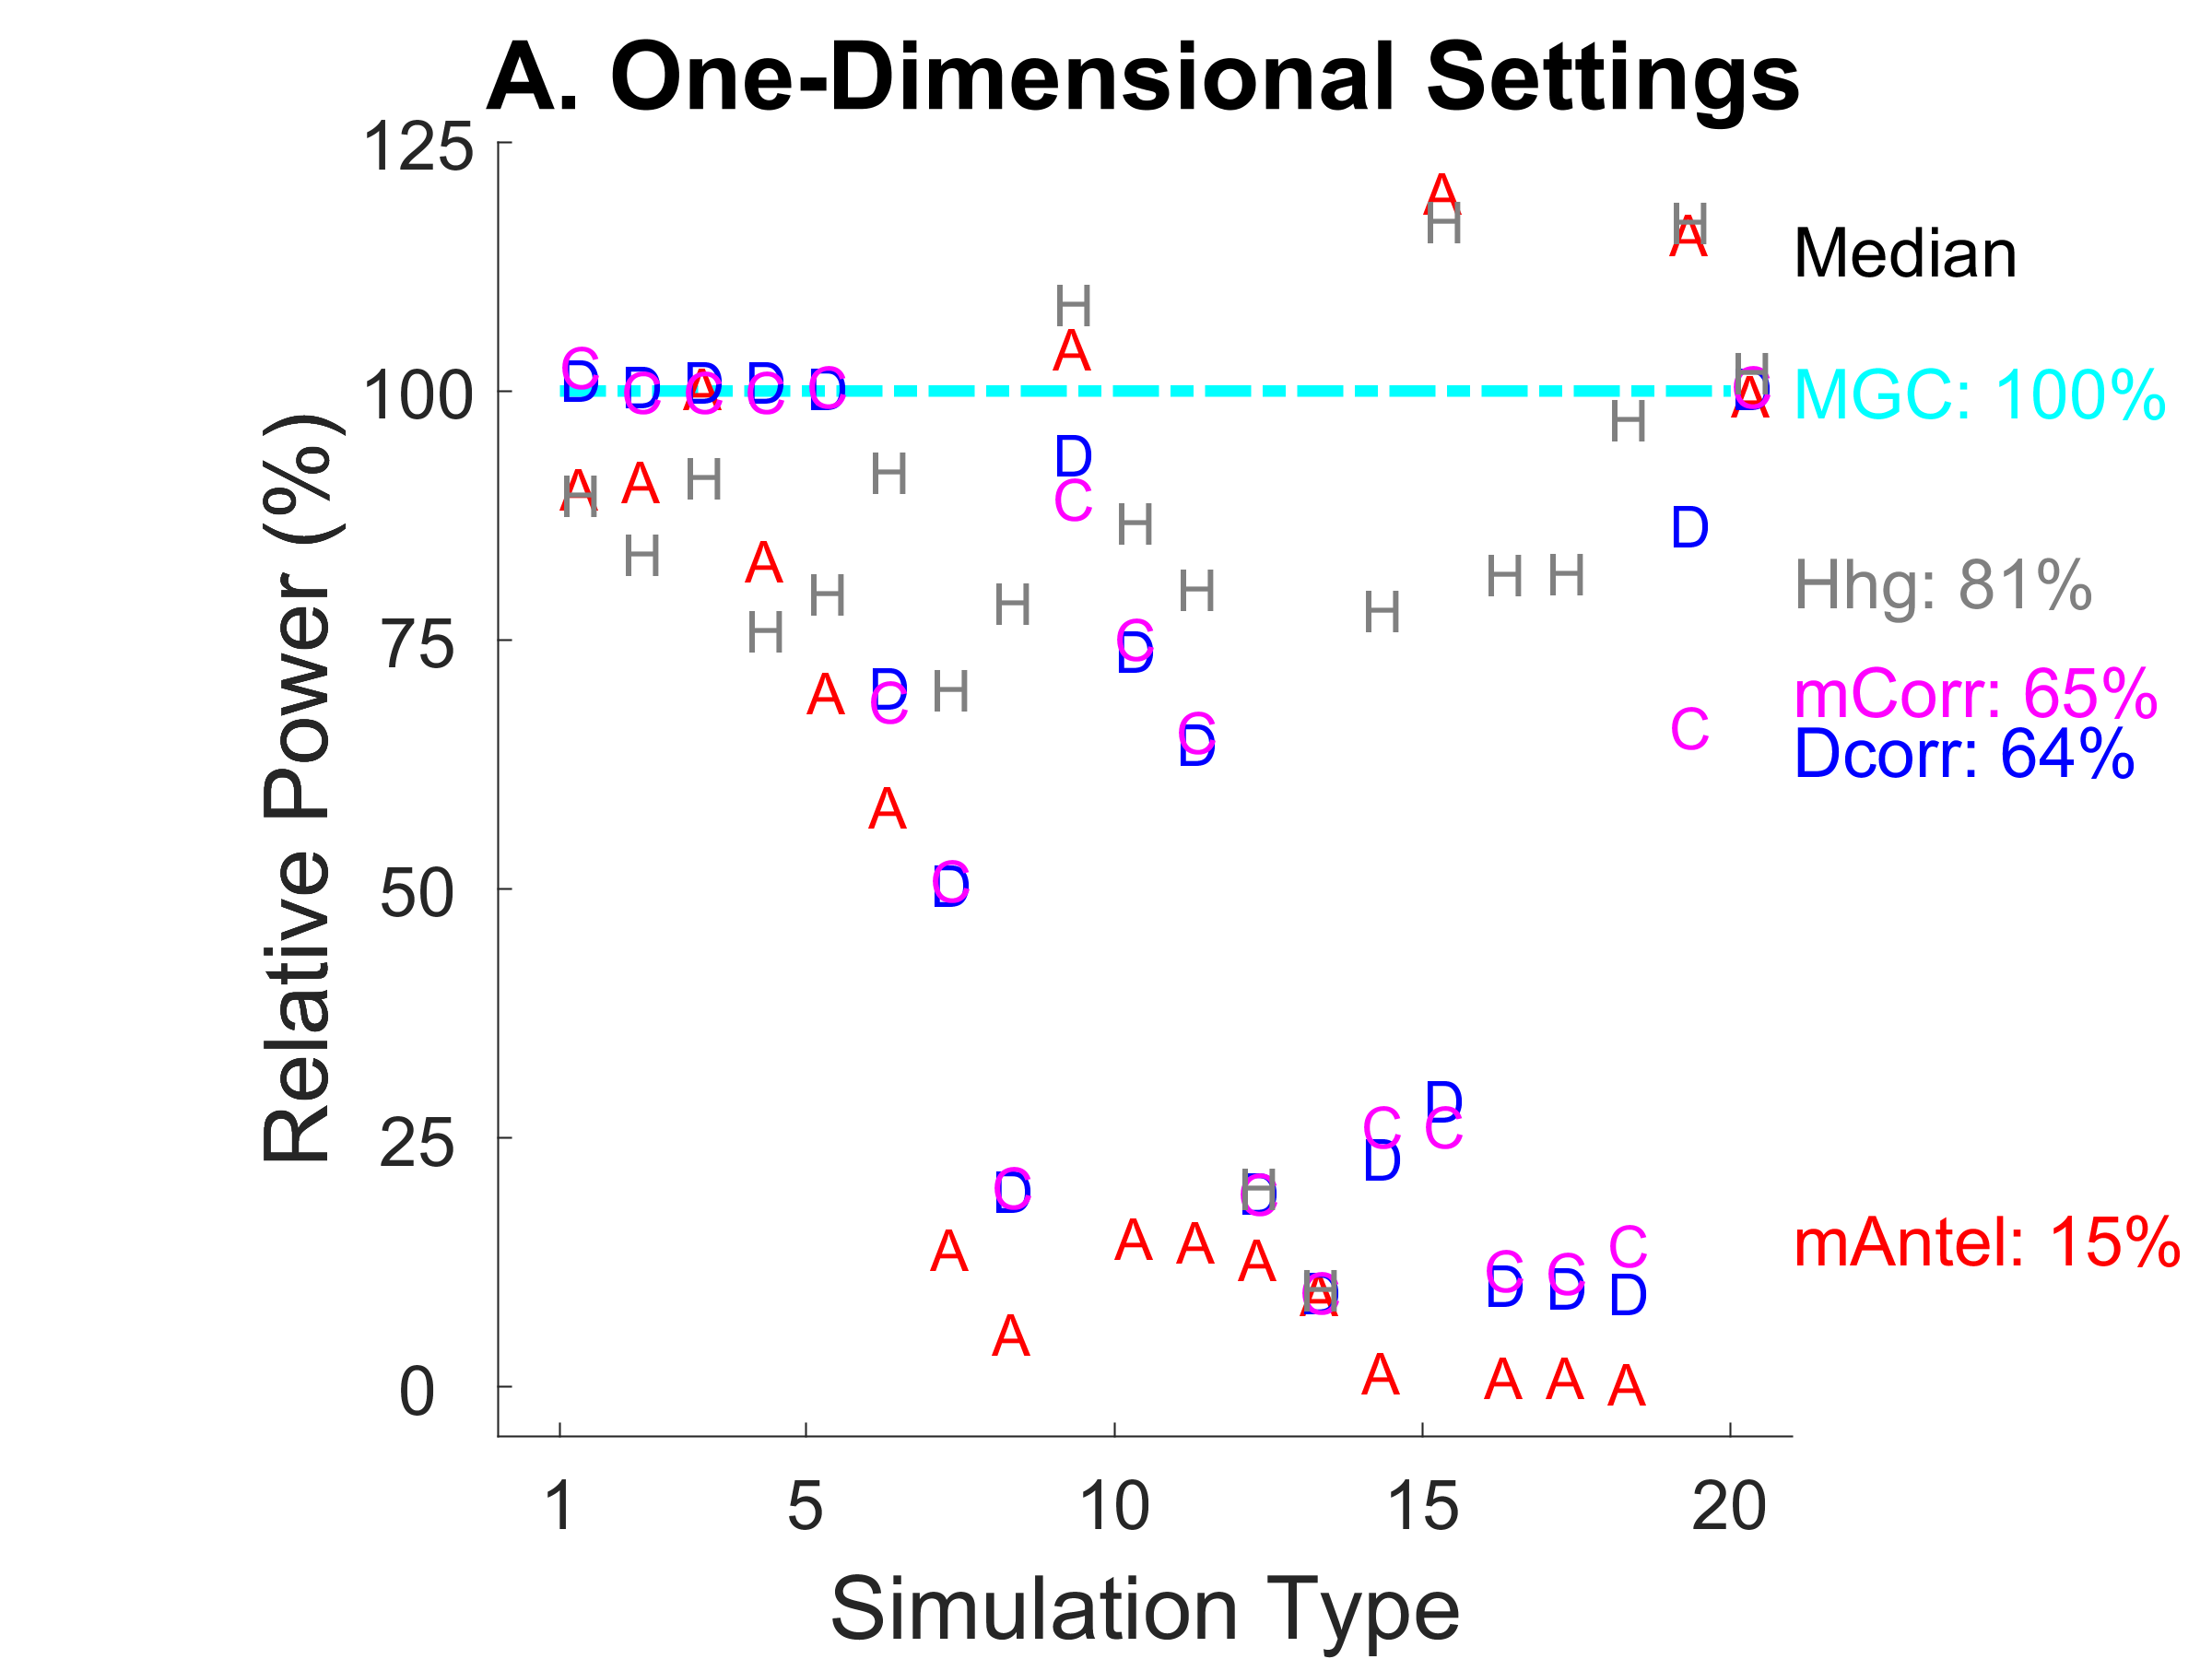 A. One-Dimensional Settings
125
100
75
50
25
0
Relative Power (%)
1 5 10 15 20
Simulation Type
Median
MGC: 100%
Hhg: 81%
mCorr: 65%
Dcorr: 64%
mAntel: 15%